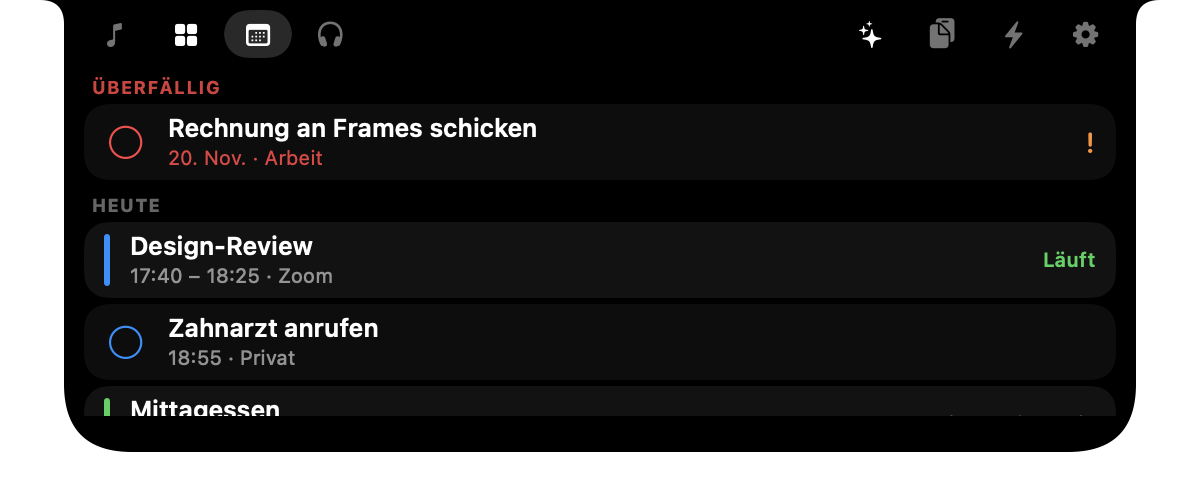 ÜBERFÄLLIG
Rechnung an Frames schicken
20. Nov. · Arbeit
!
HEUTE
Design-Review
17:40 – 18:25 · Zoom
Läuft
Zahnarzt anrufen
18:55 · Privat
Mittagessen